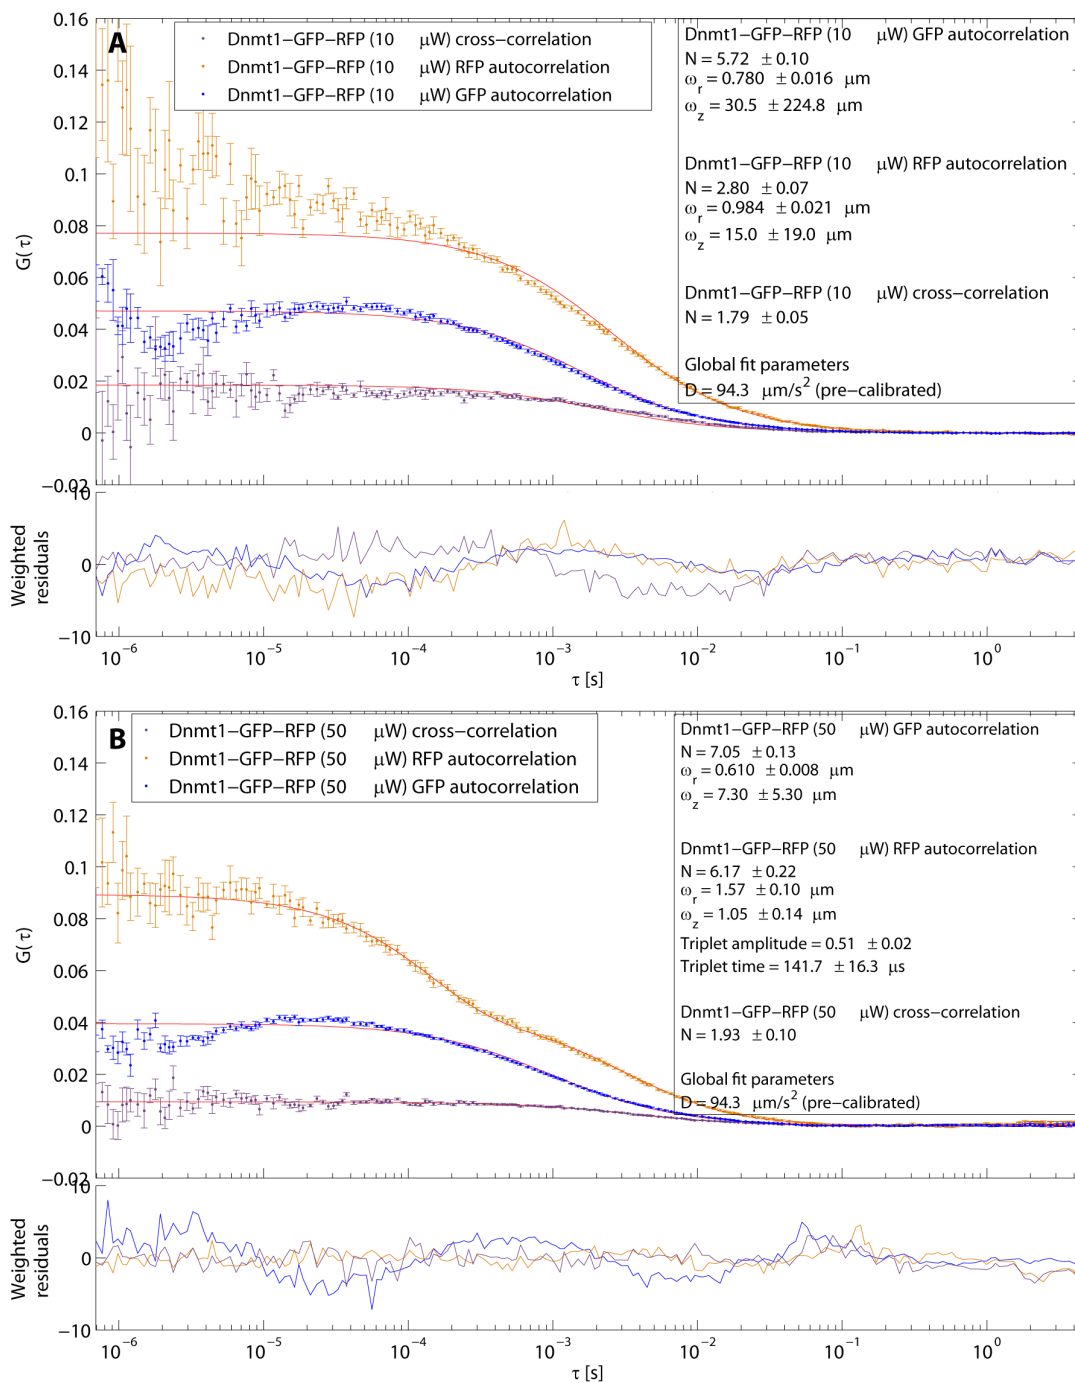 A
Dnmt1−GFP−RFP (10 μW) cross−correlation
Dnmt1−GFP−RFP (10 μW) RFP autocorrelation
Dnmt1−GFP−RFP (10 μW) GFP autocorrelation
Dnmt1−GFP−RFP (10 μW) GFP autocorrelation
N = 5.72 ± 0.10
ωr = 0.780 ± 0.016 μm
ωz = 30.5 ± 224.8 μm
Dnmt1−GFP−RFP (10 μW) RFP autocorrelation
N = 2.80 ± 0.07
ωr = 0.984 ± 0.021 μm
ωz = 15.0 ± 19.0 μm
Dnmt1−GFP−RFP (10 μW) cross−correlation
N = 1.79 ± 0.05
Global fit parameters
D = 94.3 μm/s² (pre−calibrated)
0.16
0.14
0.12
0.1
0.08
0.06
0.04
0.02
0
−0.02
G(τ)
10
0
−10
Weighted
residuals
10⁻⁶ 10⁻⁵ 10⁻⁴ 10⁻³ 10⁻² 10⁻¹ 10⁰
τ [s]
B
Dnmt1−GFP−RFP (50 μW) cross−correlation
Dnmt1−GFP−RFP (50 μW) RFP autocorrelation
Dnmt1−GFP−RFP (50 μW) GFP autocorrelation
Dnmt1−GFP−RFP (50 μW) GFP autocorrelation
N = 7.05 ± 0.13
ωr = 0.610 ± 0.008 μm
ωz = 7.30 ± 5.30 μm
Dnmt1−GFP−RFP (50 μW) RFP autocorrelation
N = 6.17 ± 0.22
ωr = 1.57 ± 0.10 μm
ωz = 1.05 ± 0.14 μm
Triplet amplitude = 0.51 ± 0.02
Triplet time = 141.7 ± 16.3 μs
Dnmt1−GFP−RFP (50 μW) cross−correlation
N = 1.93 ± 0.10
Global fit parameters
D = 94.3 μm/s² (pre−calibrated)
0.16
0.14
0.12
0.1
0.08
0.06
0.04
0.02
0
−0.02
G(τ)
10
0
−10
Weighted
residuals
10⁻⁶ 10⁻⁵ 10⁻⁴ 10⁻³ 10⁻² 10⁻¹ 10⁰
τ [s]